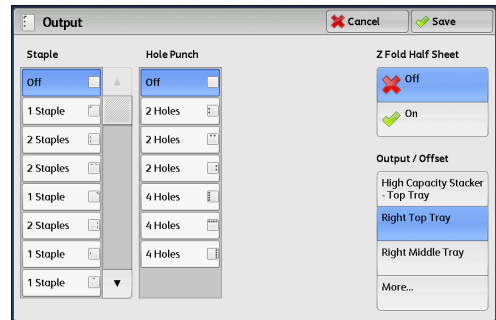 Output
Cancel
Save
Staple
Off
1 Staple
2 Staples
2 Staples
1 Staple
2 Staples
1 Staple
1 Staple
Hole Punch
Off
2 Holes
2 Holes
2 Holes
4 Holes
4 Holes
4 Holes
Z Fold Half Sheet
Off
On
Output / Offset
High Capacity Stacker
- Top Tray
Right Top Tray
Right Middle Tray
More...